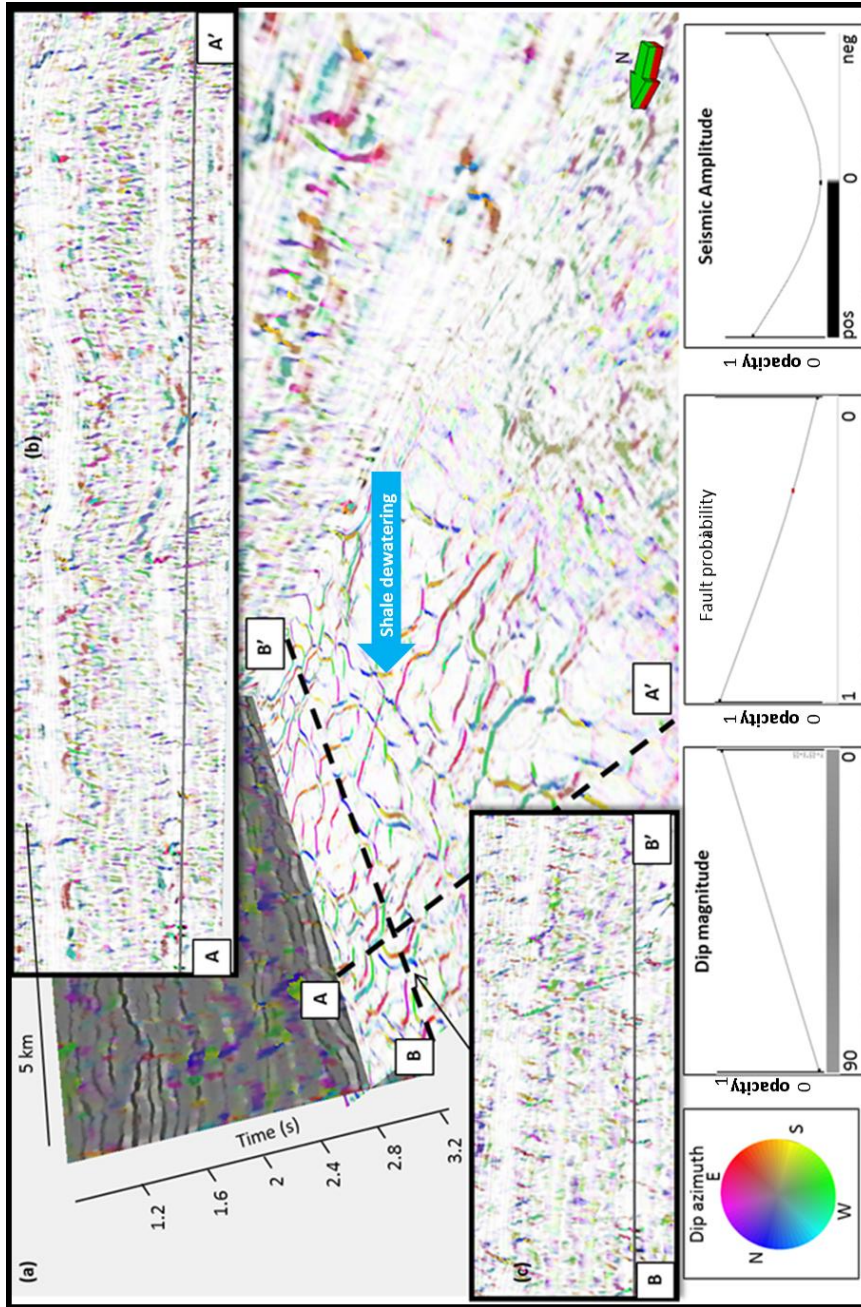 (a)
5 km
Time (s)
1.2
1.6
2
2.4
2.8
3.2
A
A'
B
B'
Shale dewatering
N
(b)
A
A'
(c)
B
B'
Dip azimuth
N
E
S
W
Dip magnitude
1
opacity
0
90
0
Fault probability
1
opacity
0
1
0
Seismic Amplitude
1
opacity
0
pos
0
neg